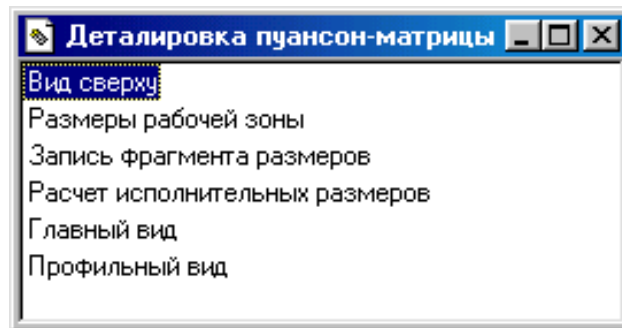 Деталировка пуансон-матрицы
Вид сверху
Размеры рабочей зоны
Запись фрагмента размеров
Расчет исполнительных размеров
Главный вид
Профильный вид